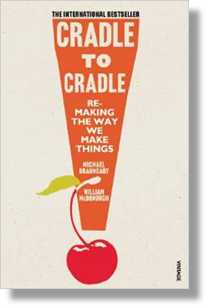 THE INTERNATIONAL BESTSELLER
CRADLE
TO
CRADLE
RE-
MAKING
THE WAY
WE
MAKE
THINGS
MICHAEL
BRAUNGART
WILLIAM
McDONOUGH
VINTAGE